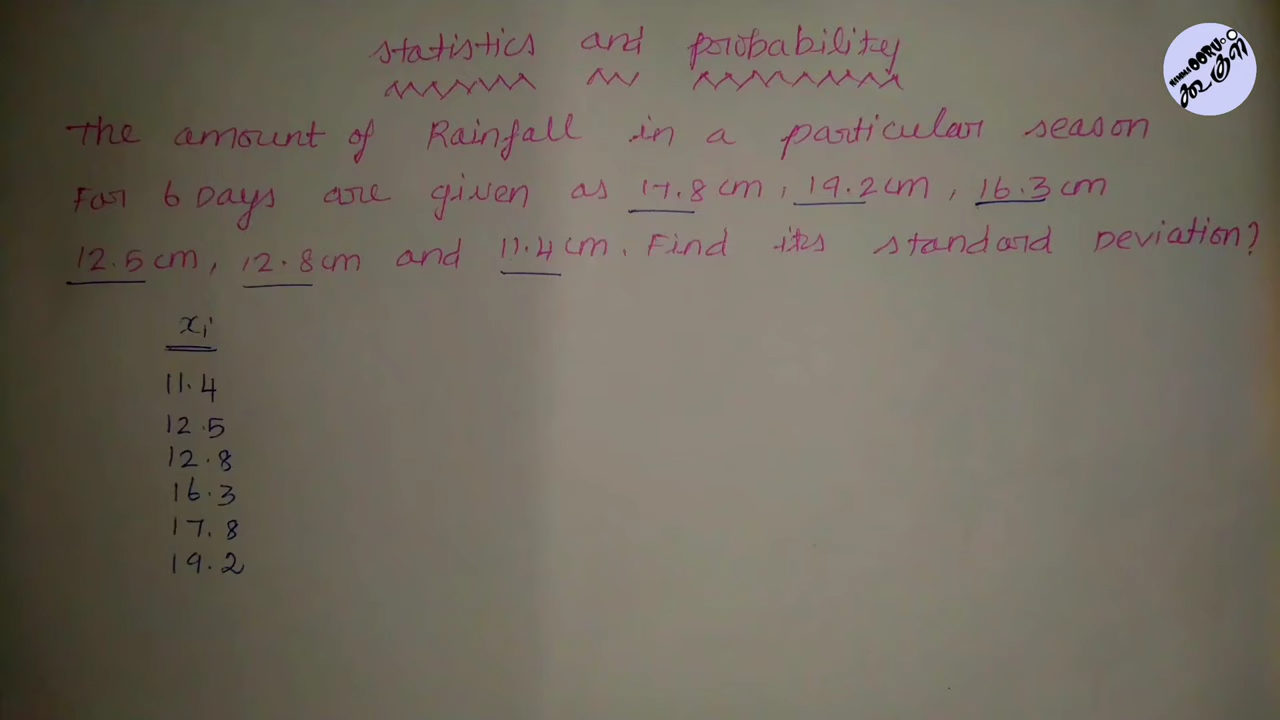 statistics and probability
The amount of Rainfall in a particular season
For 6 Days are given as 17.8 cm, 19.2 cm, 16.3 cm
12.5 cm, 12.8 cm and 11.4 cm. Find its standard Deviation?
xi
11.4
12.5
12.8
16.3
17.8
19.2